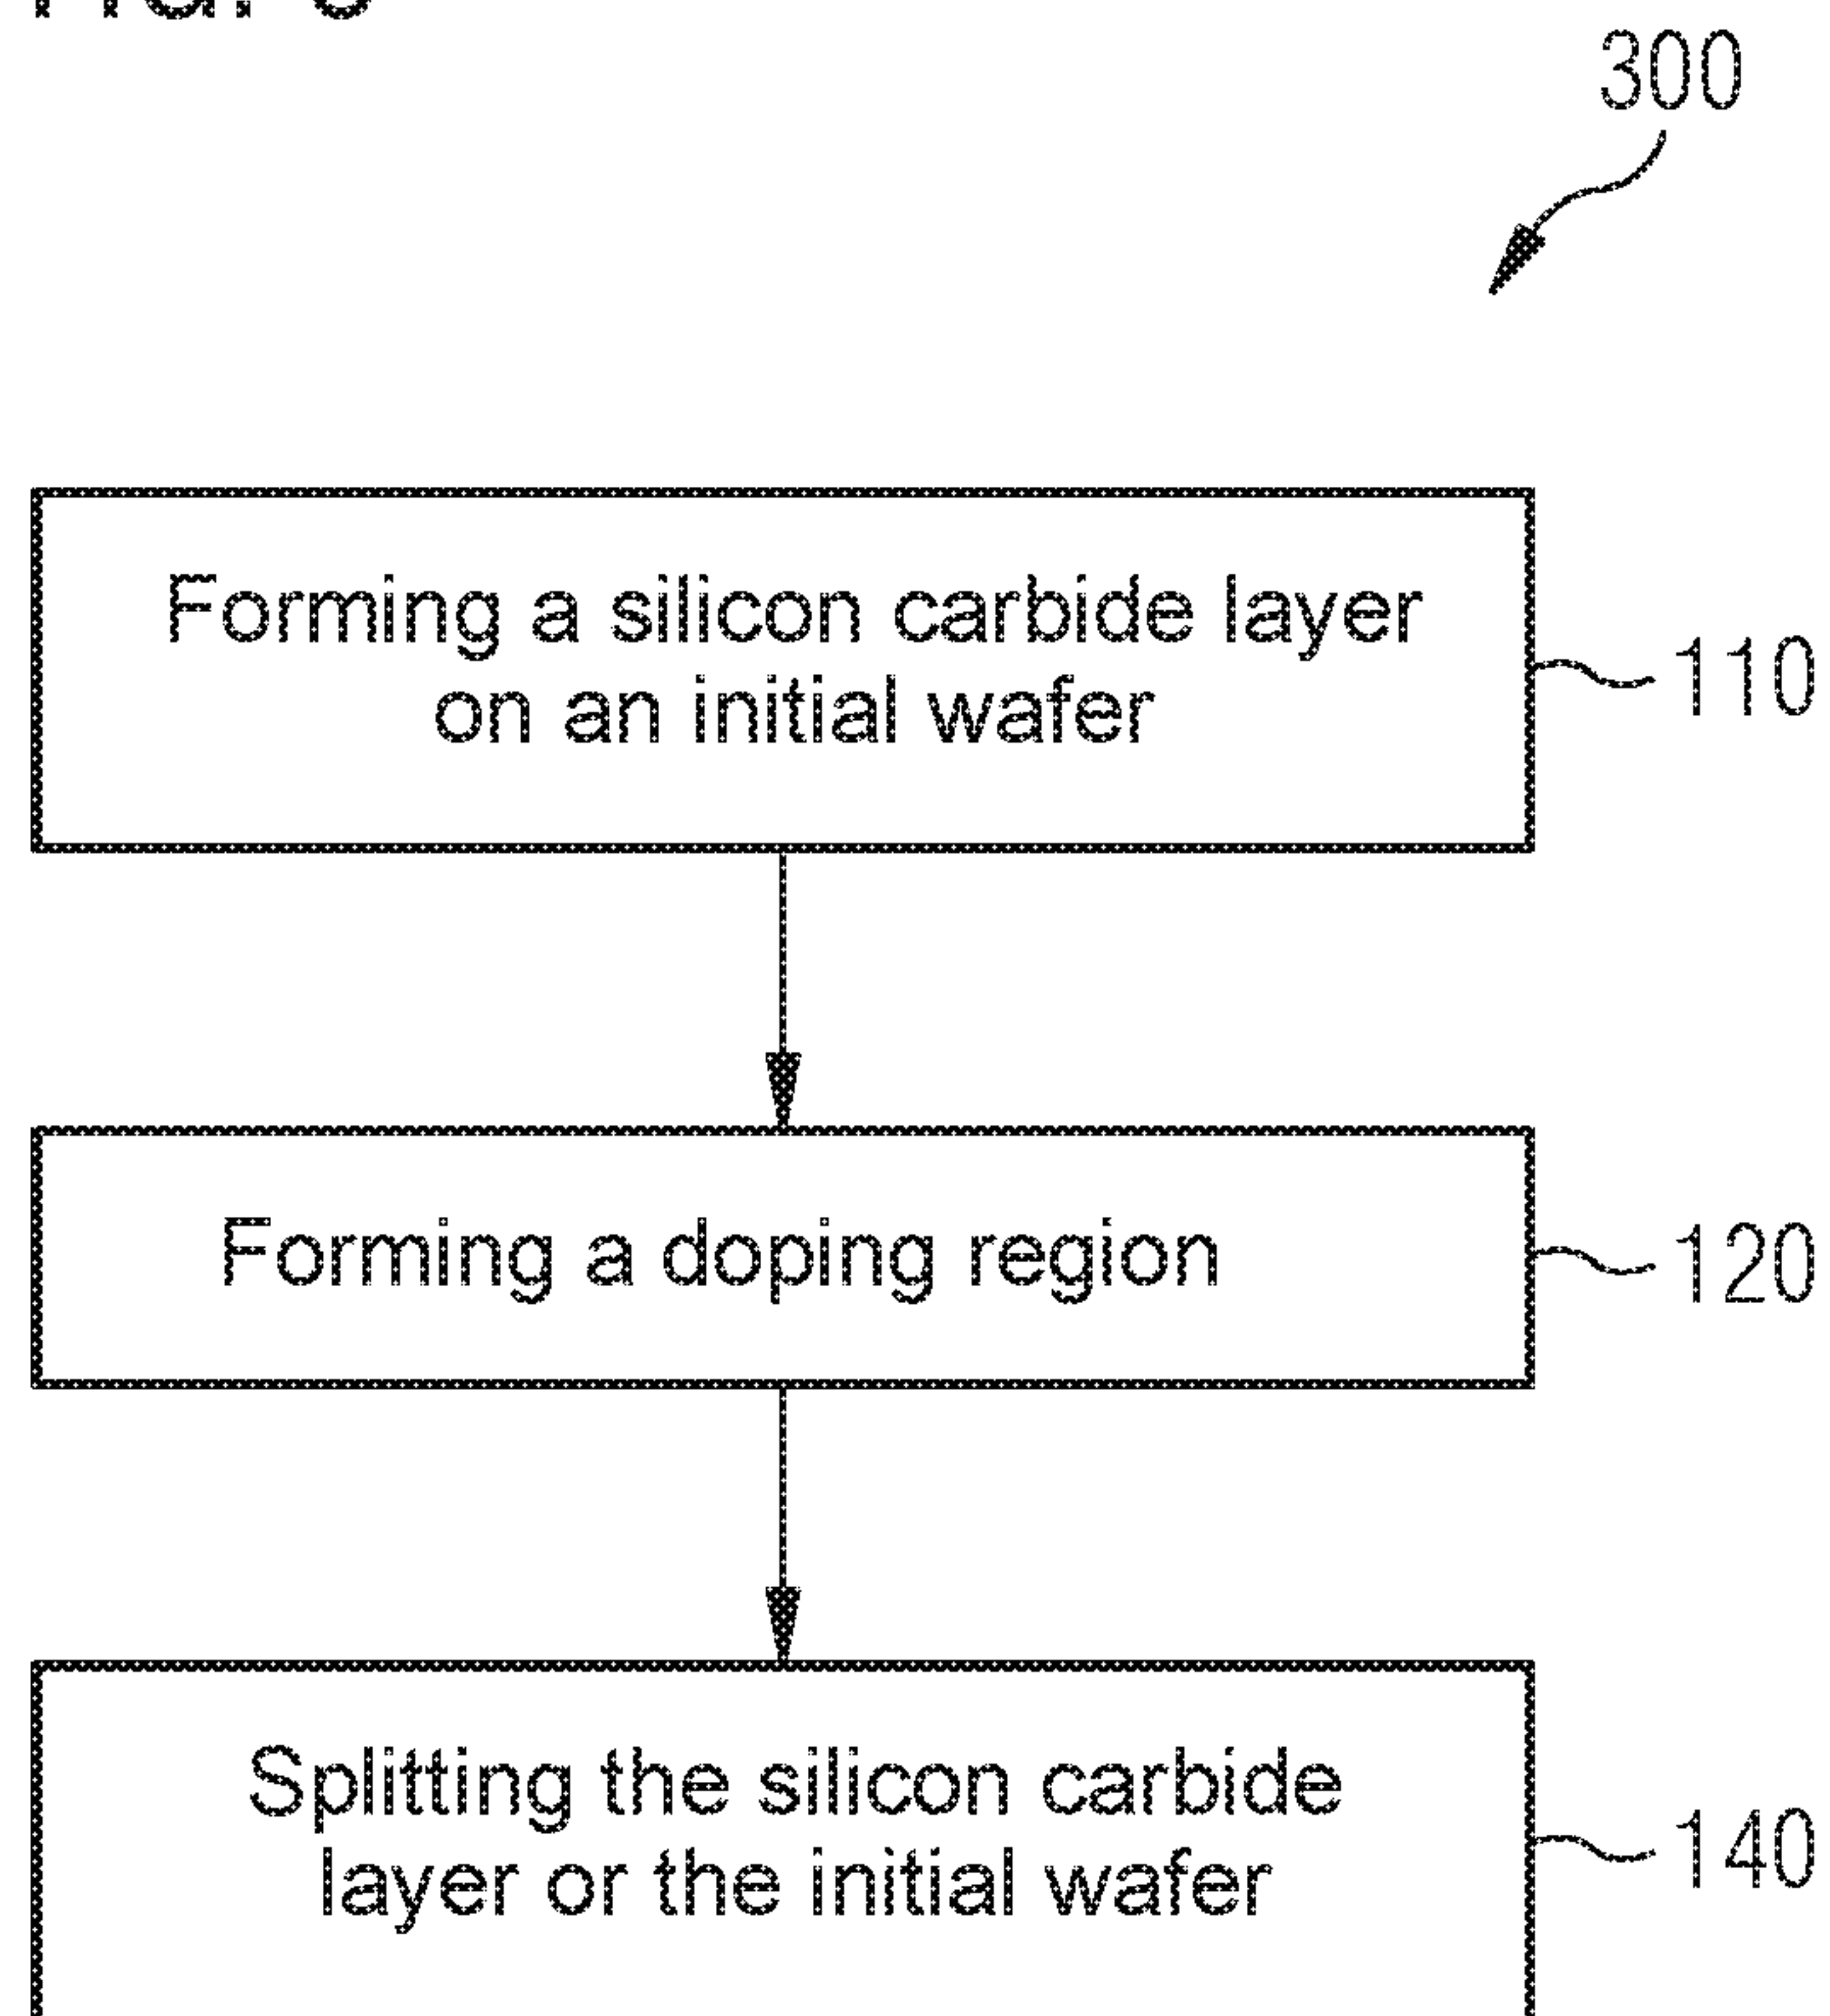 300
Forming a silicon carbide layer
on an initial wafer
110
Forming a doping region
120
Splitting the silicon carbide
layer or the initial wafer
140